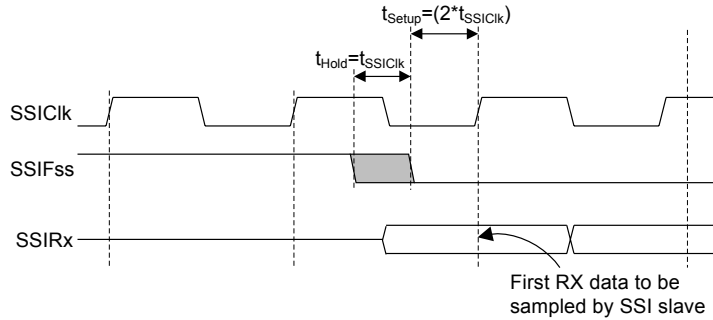 tSetup=(2*tSSIClk)
tHold=tSSIClk
SSIClk
SSIFss
SSIRx
First RX data to be
sampled by SSI slave